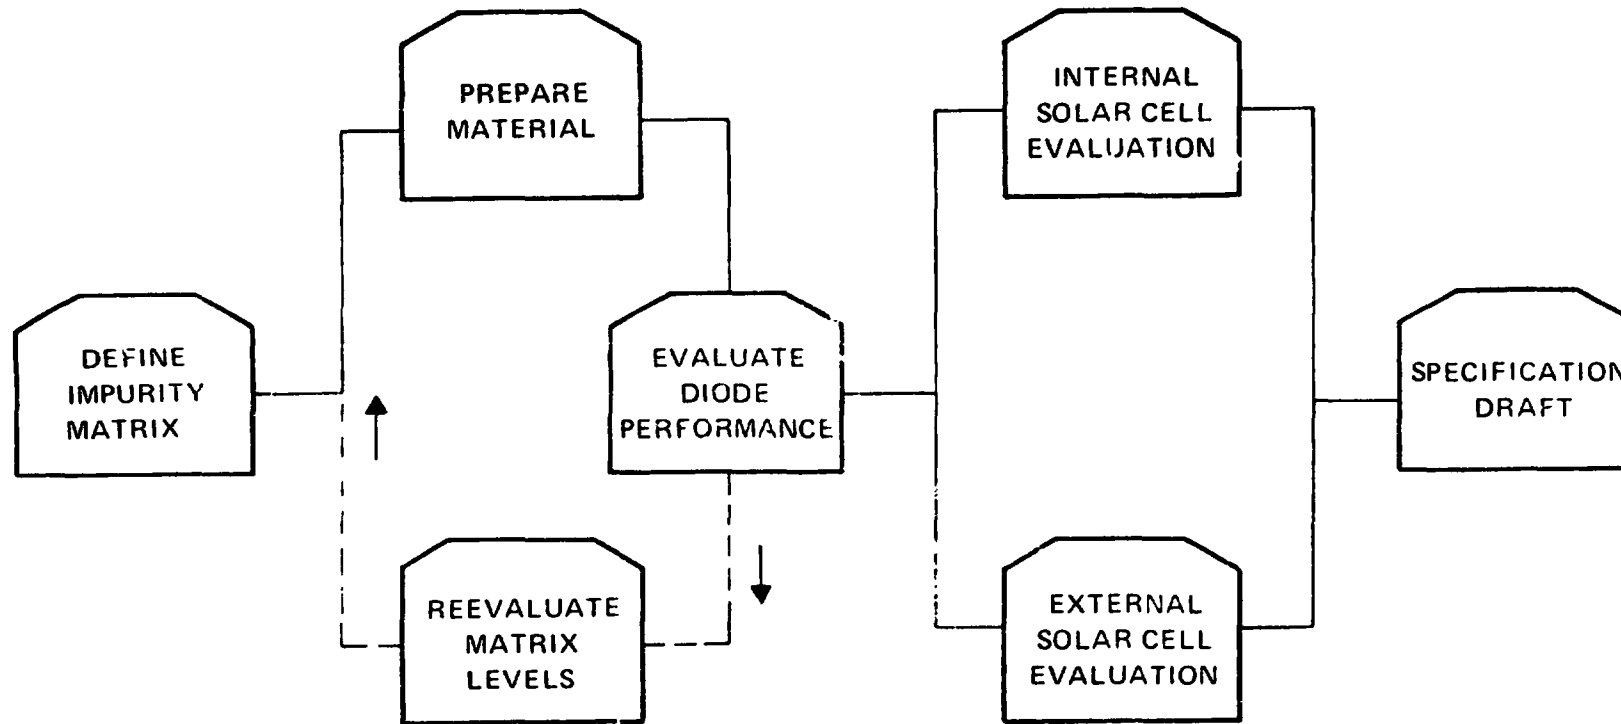 PREPARE
MATERIAL
INTERNAL
SOLAR CELL
EVALUATION
DEFINE
IMPURITY
MATRIX
EVALUATE
DIODE
PERFORMANCE
SPECIFICATION
DRAFT
REEVALUATE
MATRIX
LEVELS
EXTERNAL
SOLAR CELL
EVALUATION